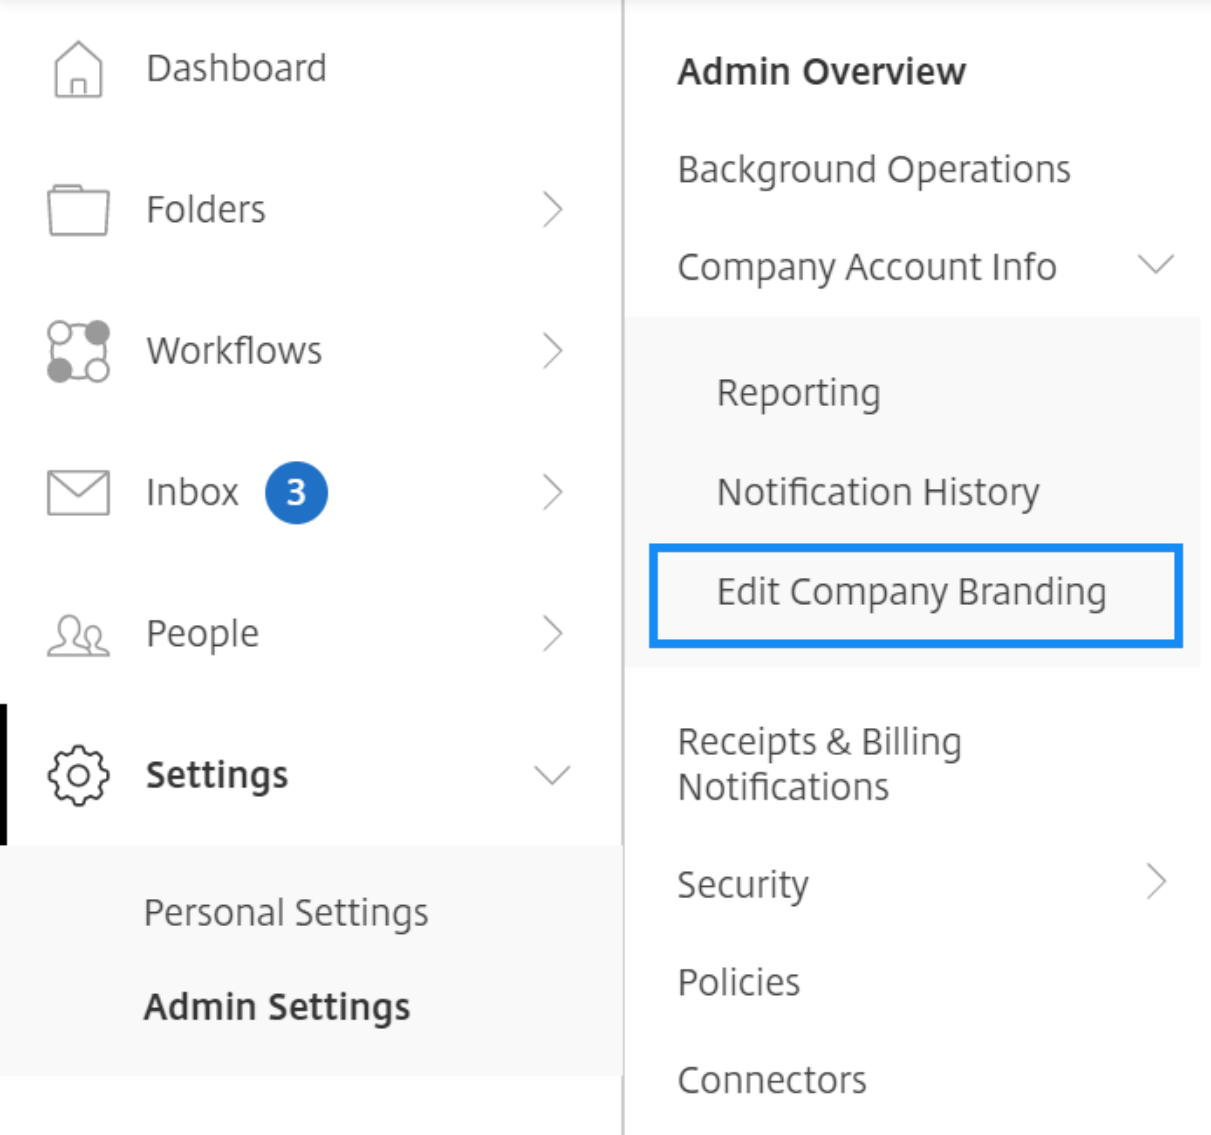 Dashboard
Folders
Workflows
Inbox 3
People
Settings
Personal Settings
Admin Settings
Admin Overview
Background Operations
Company Account Info
Reporting
Notification History
Edit Company Branding
Receipts & Billing
Notifications
Security
Policies
Connectors